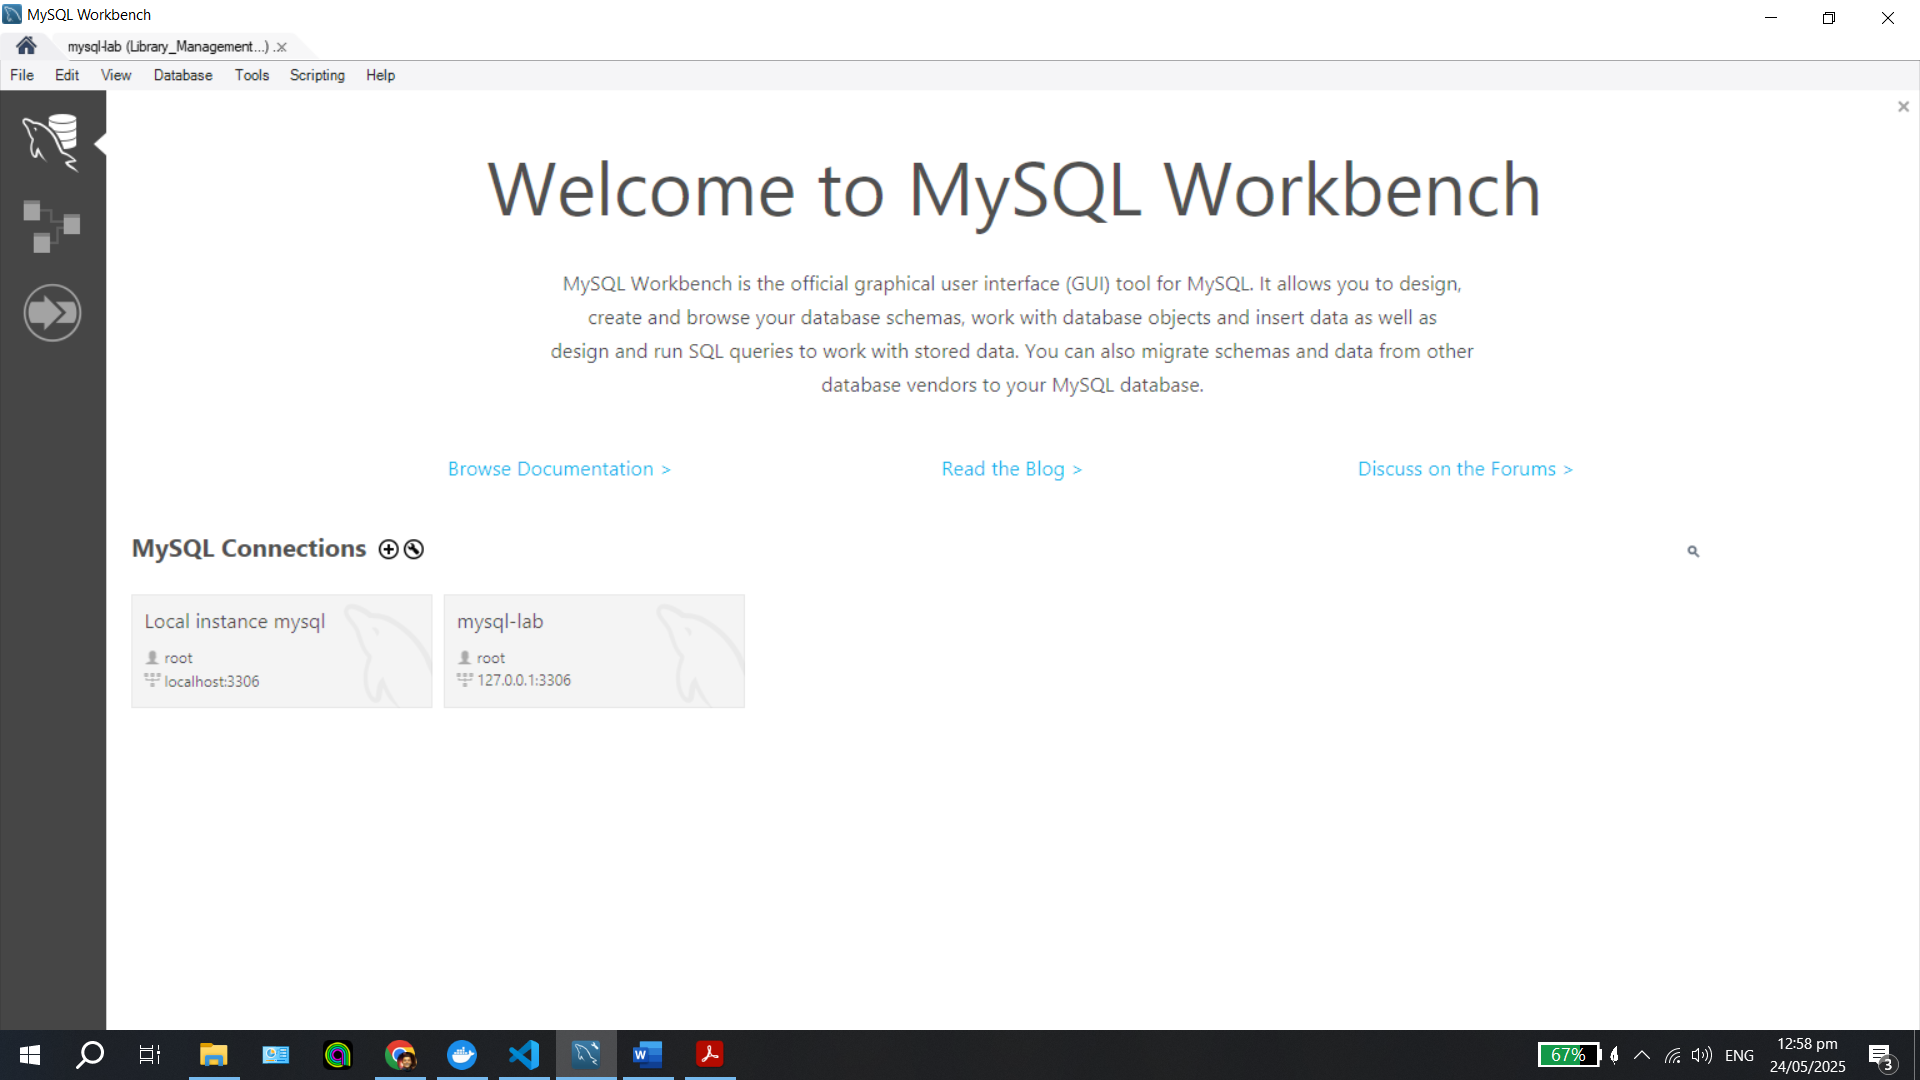 MySQL Workbench
mysql-lab (Library_Management...) .
File Edit View Database Tools Scripting Help
Welcome to MySQL Workbench
MySQL Workbench is the official graphical user interface (GUI) tool for MySQL. It allows you to design,
create and browse your database schemas, work with database objects and insert data as well as
design and run SQL queries to work with stored data. You can also migrate schemas and data from other
database vendors to your MySQL database.
Browse Documentation > Read the Blog > Discuss on the Forums >
MySQL Connections
Local instance mysql
root
localhost:3306
mysql-lab
root
127.0.0.1:3306
67%
ENG
12:58 pm
24/05/2025
3